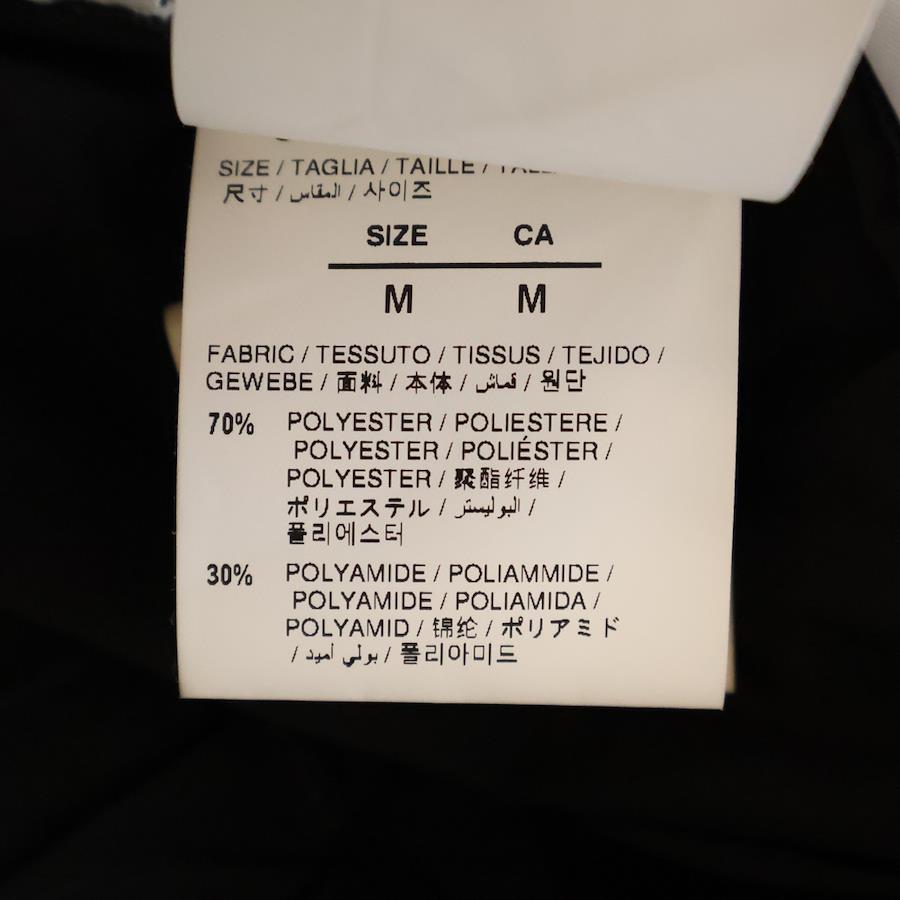 SIZE / TAGLIA / TAILLE /
尺寸 / المقاس / 사이즈
SIZE CA
M M
FABRIC / TESSUTO / TISSUS / TEJIDO /
GEWEBE / 面料 / 本体 / قماش / 원단
70% POLYESTER / POLIESTERE /
POLYESTER / POLIÉSTER /
POLYESTER / 聚酯纤维 /
ポリエステル / البوليستر /
폴리에스터
30% POLYAMIDE / POLIAMMIDE /
POLYAMIDE / POLIAMIDA /
POLYAMID / 锦纶 / ポリアミド
/ بولي أميد / 폴리아미드